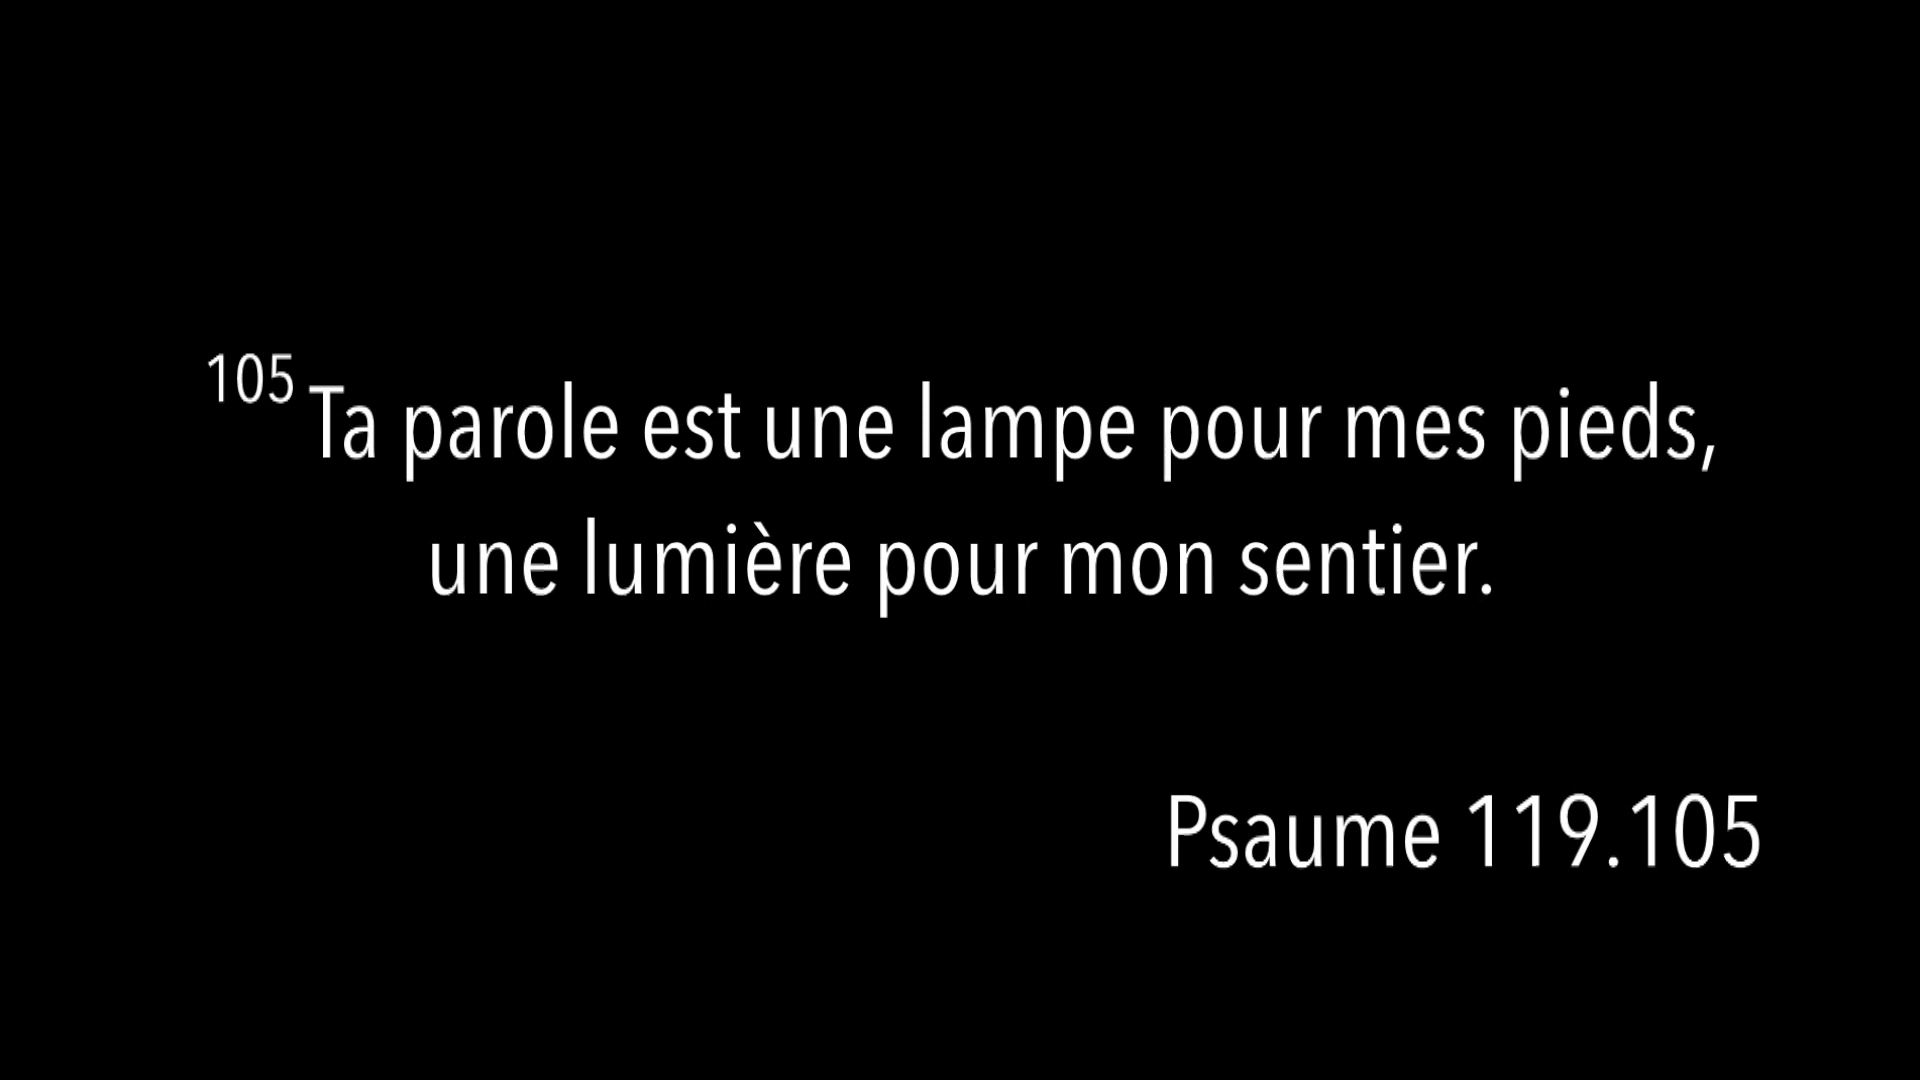 105 Ta parole est une lampe pour mes pieds,
une lumière pour mon sentier.
Psaume 119.105